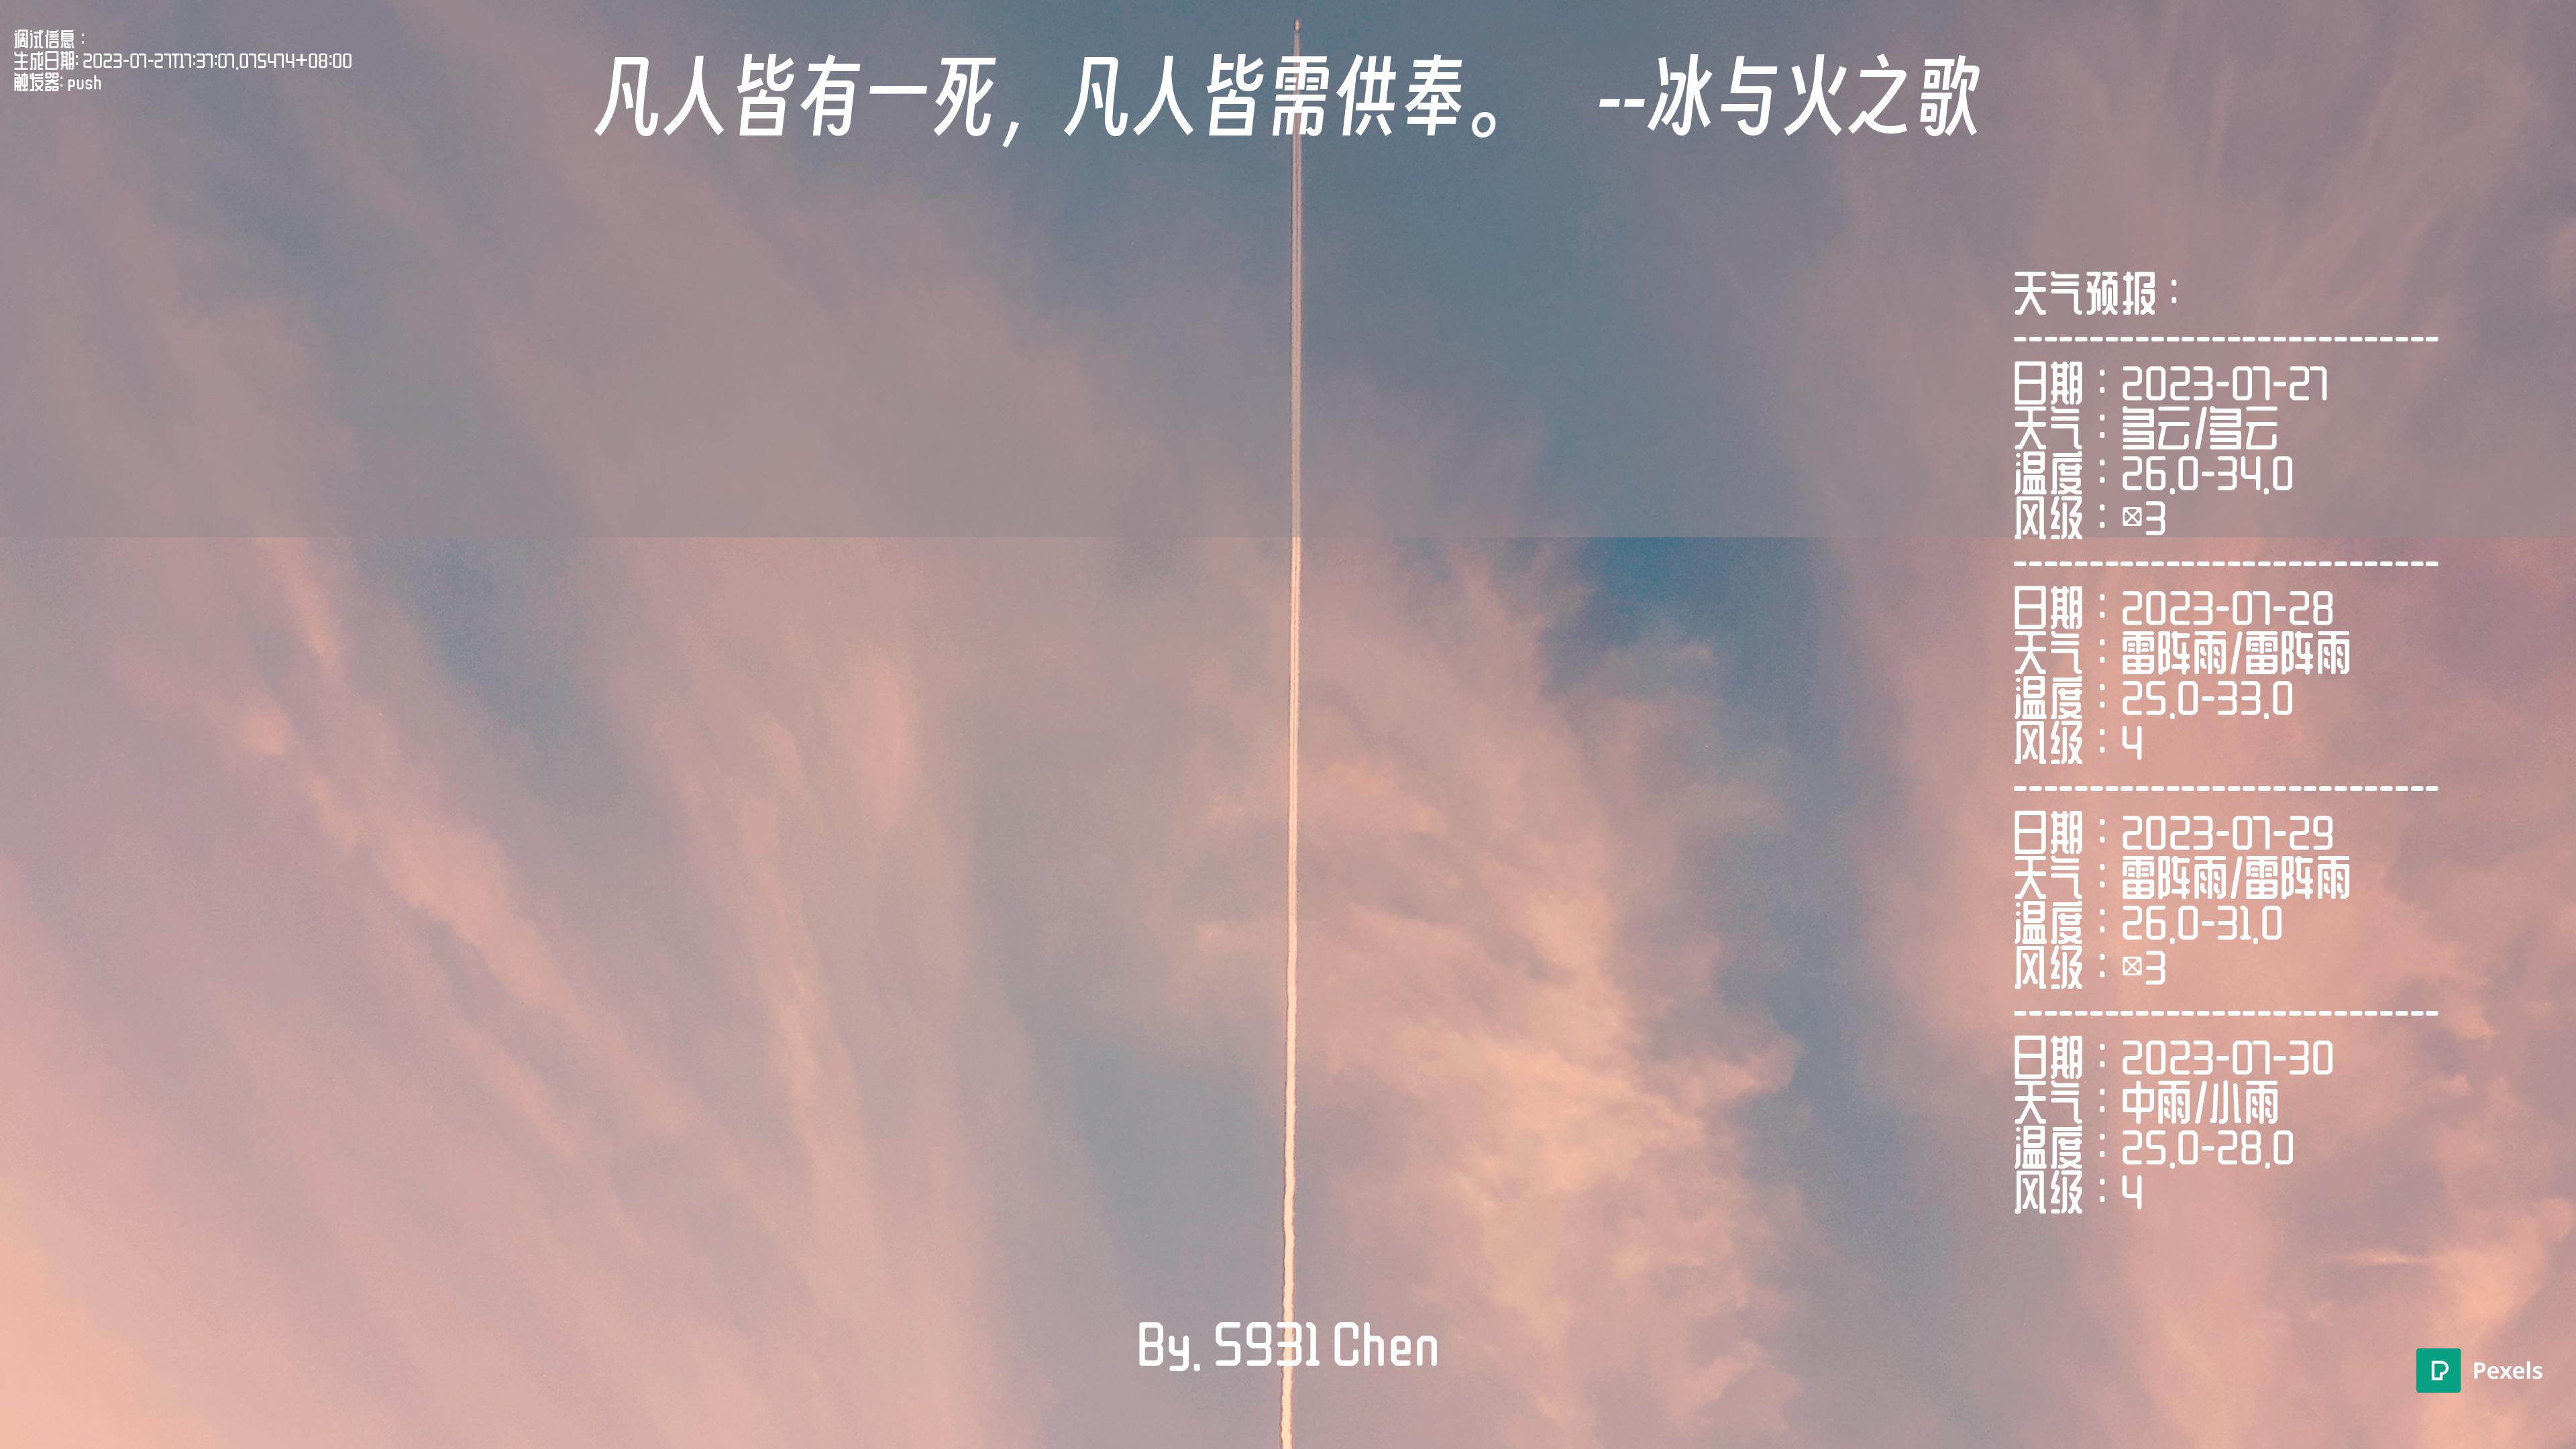 调试信息：
生成日期: 2023-07-27T17:37:07.075474+08:00
触发器: push
凡人皆有一死，凡人皆需供奉。 --冰与火之歌
天气预报：
----------------------------
日期：2023-07-27
天气：多云/多云
温度：26.0-34.0
风级：3
----------------------------
日期：2023-07-28
天气：雷阵雨/雷阵雨
温度：25.0-33.0
风级：4
----------------------------
日期：2023-07-29
天气：雷阵雨/雷阵雨
温度：26.0-31.0
风级：3
----------------------------
日期：2023-07-30
天气：中雨/小雨
温度：25.0-28.0
风级：4
By. S931 Chen
Pexels